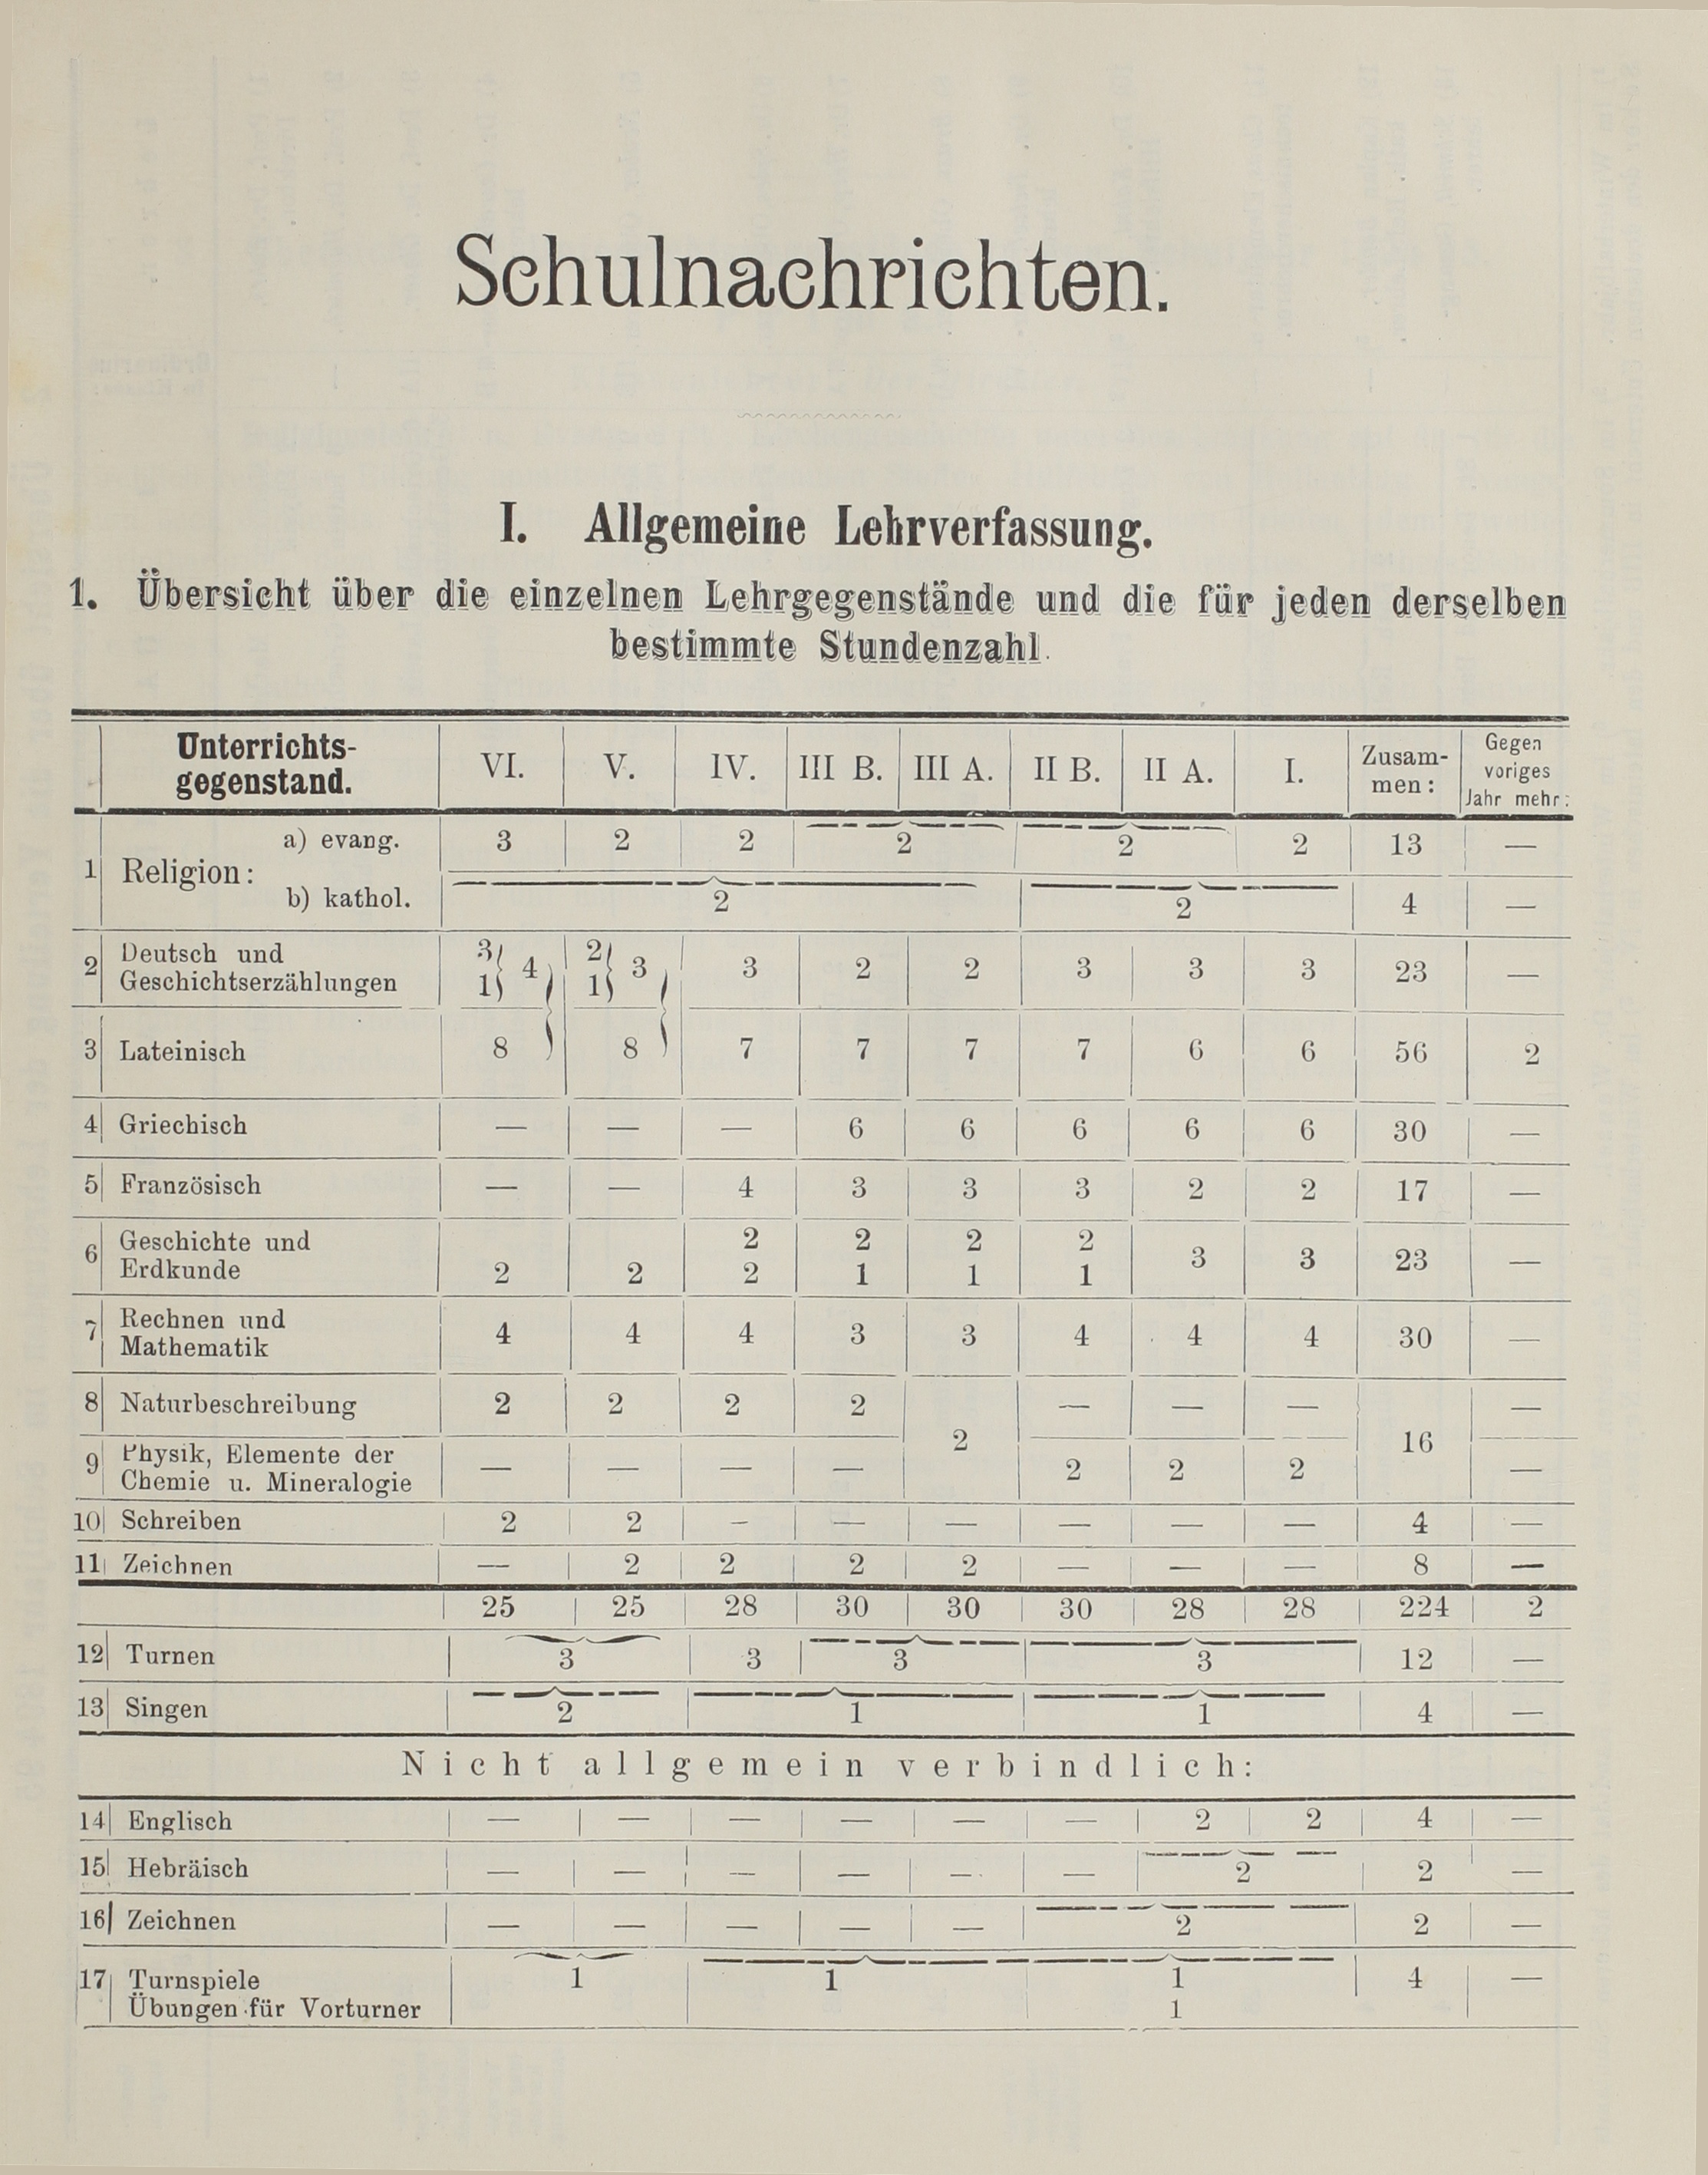 Schulnachrichten.
I. Allgemeine Lehrverfassung.
1. Übersicht über die einzelnen Lehrgegenstände und die für jeden derselben
bestimmte Stundenzahl.
Unterrichts-gegenstand. VI. V. IV. III B. III A. II B. II A. I. Zusam-men: Gegen voriges Jahr mehr:
1 Religion: a) evang. 3 2 2 2 2 2 13 —
b) kathol. 2 2 4 —
2 Deutsch und Geschichtserzählungen 3 1 } 4 2 1 } 3 3 2 2 3 3 3 23 —
3 Lateinisch 8 8 7 7 7 7 6 6 56 2
4 Griechisch — — — 6 6 6 6 6 30 —
5 Französisch — — 4 3 3 3 2 2 17 —
6 Geschichte und 2 2 2 2 3 3 23 —
Erdkunde 2 2 2 1 1 1
7 Rechnen und Mathematik 4 4 4 3 3 4 4 4 30 —
8 Naturbeschreibung 2 2 2 2 2 — — — 16 —
9 Physik, Elemente der Chemie u. Mineralogie — — — — 2 2 2 —
10 Schreiben 2 2 – — — — — — 4 —
11 Zeichnen — 2 2 2 2 — — — 8 —
25 25 28 30 30 30 28 28 224 2
12 Turnen 3 3 3 3 12 —
13 Singen 2 1 1 4 —
Nicht allgemein verbindlich:
14 Englisch — — — — — — 2 2 4 —
15 Hebräisch — — — — — — 2 2 —
16 Zeichnen — — — — — 2 2 —
17 Turnspiele 1 1 1 4 —
Übungen für Vorturner 1